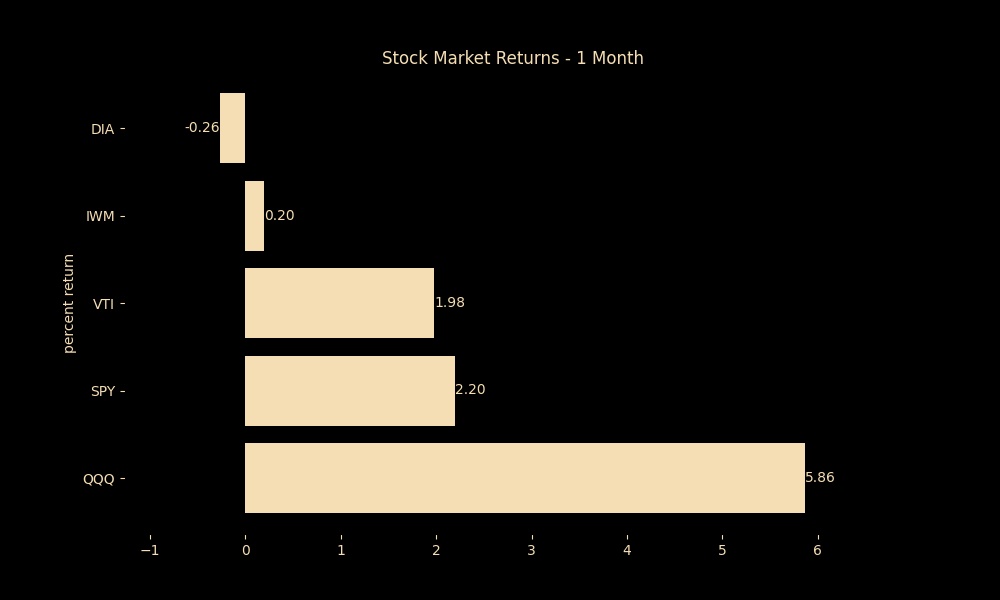 Stock Market Returns - 1 Month
DIA
-0.26
IWM
0.20
percent return
VTI
1.98
SPY
2.20
QQQ
5.86
−1 0 1 2 3 4 5 6